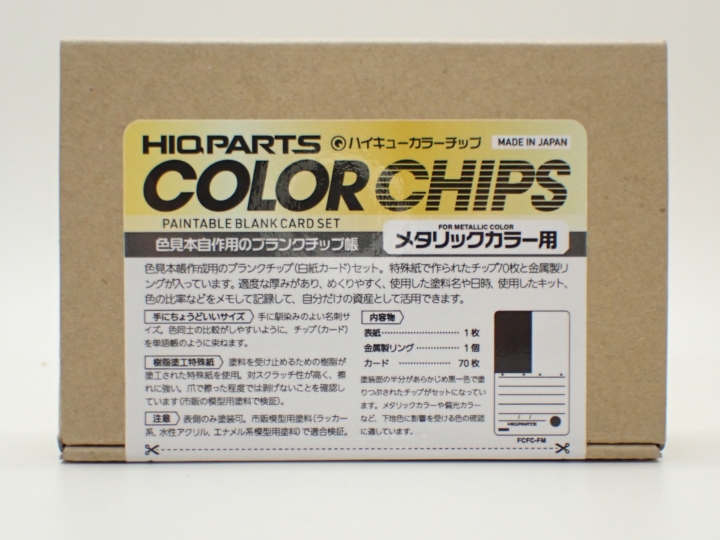 HIQPARTS ハイキューカラーチップ MADE IN JAPAN
COLOR CHIPS
PAINTABLE BLANK CARD SET
FOR METALLIC COLOR
色見本自作用のブランクチップ帳 メタリックカラー用
色見本帳作成用のブランクチップ(白紙カード)セット。特殊紙で作られたチップ70枚と金属製リ
ングが入っています。適度な厚みがあり、めくりやすく、使用した塗料名や日時、使用したキット、
色の比率などをメモして記録して、自分だけの資産として活用できます。
手にちょうどいいサイズ 手に馴染みのよい名刺サ
イズ。色同士の比較がしやすいように、チップ(カード)
を単語帳のように束ねます。
樹脂塗工特殊紙 塗料を受け止めるための樹脂が
塗工された特殊紙を使用。対スクラッチ性が高く、擦
れに強い。爪で擦った程度では剥げないことを確認し
ています(市販の模型用塗料で検証)。
注意 表側のみ塗装可。市販模型用塗料(ラッカー
系、水性アクリル、エナメル系模型用塗料)で適合検証。
内容物
表紙 1枚
金属製リング 1個
カード 70枚
塗装面の半分があらかじめ黒一色で塗
りつぶされたチップがセットになってい
ます。メタリックカラーや偏光カラー
など、下地色に影響を受ける色の確認
に適しています。
HIQPARTS
FCFC-FM